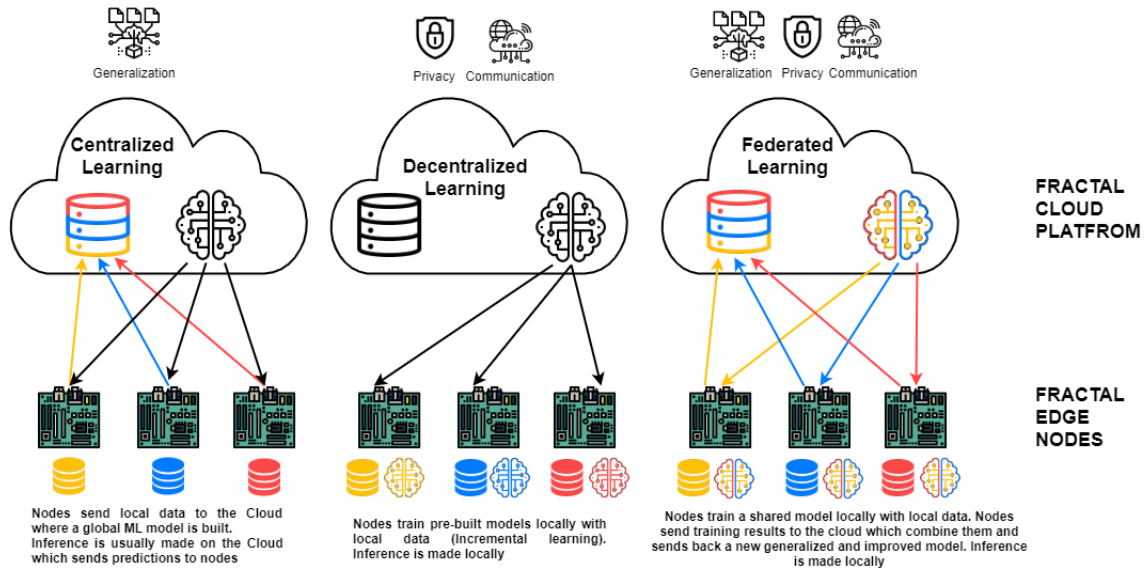 Generalization
Privacy
Communication
Generalization
Privacy
Communication
Centralized
Learning
Decentralized
Learning
Federated
Learning
FRACTAL
CLOUD
PLATFROM
FRACTAL
EDGE
NODES
Nodes send local data to the Cloud
where a global ML model is built.
Inference is usually made on the Cloud
which sends predictions to nodes
Nodes train pre-built models locally with
local data (Incremental learning).
Inference is made locally
Nodes train a shared model locally with local data. Nodes
send training results to the cloud which combine them and
sends back a new generalized and improved model. Inference
is made locally